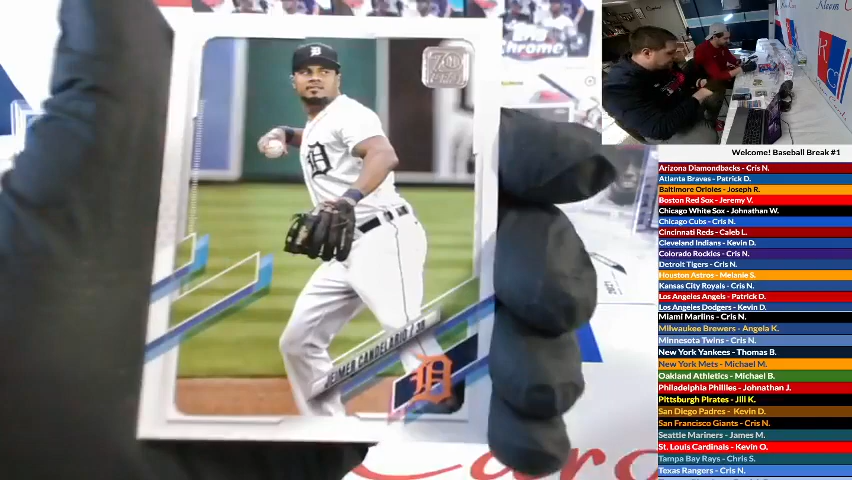 Chrome
70
D
JEIMER CANDELARIO / 3B
D
2021
Caro
RC
Welcome! Baseball Break #1
Arizona Diamondbacks - Cris N.
Atlanta Braves - Patrick D.
Baltimore Orioles - Joseph R.
Boston Red Sox - Jeremy V.
Chicago White Sox - Johnathan W.
Chicago Cubs - Cris N.
Cincinnati Reds - Caleb L.
Cleveland Indians - Kevin D.
Colorado Rockies - Cris N.
Detroit Tigers - Cris N.
Houston Astros - Melanie S.
Kansas City Royals - Cris N.
Los Angeles Angels - Patrick D.
Los Angeles Dodgers - Kevin D.
Miami Marlins - Cris N.
Milwaukee Brewers - Angela K.
Minnesota Twins - Cris N.
New York Yankees - Thomas B.
New York Mets - Michael M.
Oakland Athletics - Michael B.
Philadelphia Phillies - Johnathan J.
Pittsburgh Pirates - Jill K.
San Diego Padres - Kevin D.
San Francisco Giants - Cris N.
Seattle Mariners - James M.
St. Louis Cardinals - Kevin O.
Tampa Bay Rays - Chris S.
Texas Rangers - Cris N.